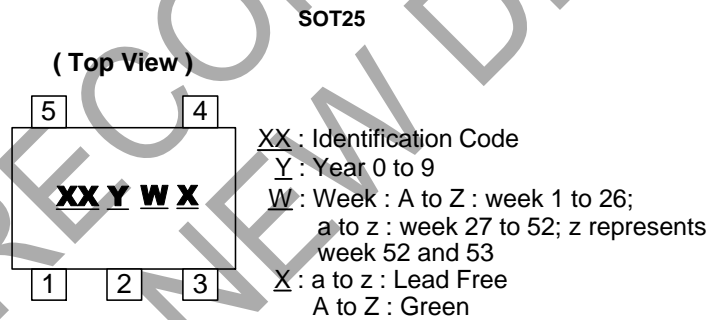 SOT25
( Top View )
5 4
XX Y W X
1 2 3
XX : Identification Code
Y : Year 0 to 9
W : Week : A to Z : week 1 to 26;
a to z : week 27 to 52; z represents
week 52 and 53
X : a to z : Lead Free
A to Z : Green